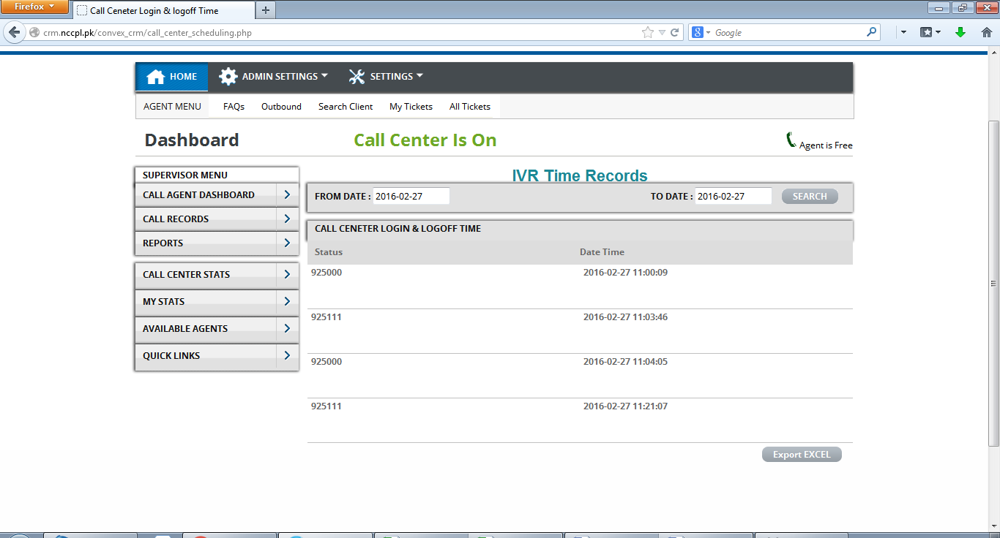 Firefox
Call Ceneter Login & logoff Time
crm.nccpl.pk/convex_crm/call_center_scheduling.php
Google
HOME ADMIN SETTINGS SETTINGS
AGENT MENU FAQs Outbound Search Client My Tickets All Tickets
Dashboard Call Center Is On Agent is Free
SUPERVISOR MENU
CALL AGENT DASHBOARD
CALL RECORDS
REPORTS
CALL CENTER STATS
MY STATS
AVAILABLE AGENTS
QUICK LINKS
IVR Time Records
FROM DATE : 2016-02-27 TO DATE : 2016-02-27 SEARCH
CALL CENETER LOGIN & LOGOFF TIME
Status Date Time
925000 2016-02-27 11:00:09
925111 2016-02-27 11:03:46
925000 2016-02-27 11:04:05
925111 2016-02-27 11:21:07
Export EXCEL